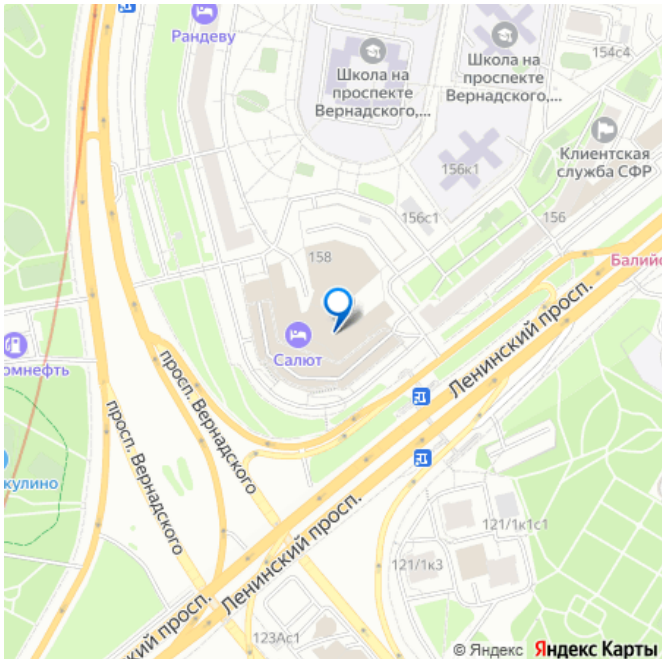 Рандеву
Школа на
проспекте
Вернадского,...
Школа на
проспекте
Вернадского,...
154с4
Клиентская
служба СФР
156к1
156с1
156
158
Балийс
Салют
Ленинский просп.
омнефть
просп. Вернадского
просп. Вернадского
кулино
Ленинский просп.
ский просп.
121/1к1с1
121/1к3
123Ас1
© Яндекс Яндекс Карты